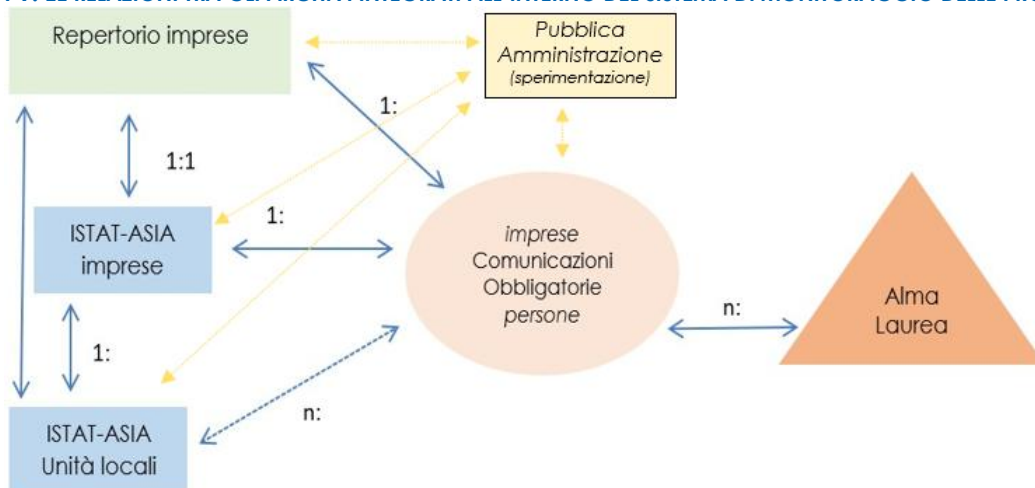 Repertorio imprese
Pubblica
Amministrazione
(sperimentazione)
1:
1:1
ISTAT-ASIA
imprese
1:
imprese
Comunicazioni
Obbligatorie
persone
n:
Alma
Laurea
1:
n:
ISTAT-ASIA
Unità locali